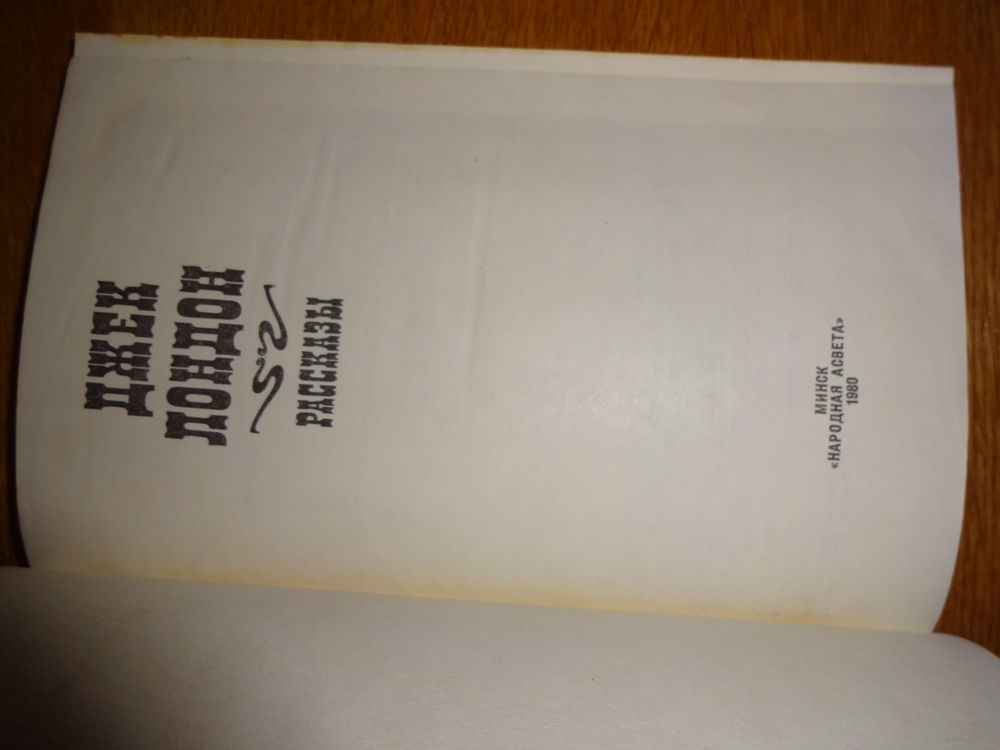 ДЖЕК
ЛОНДОН
РАССКАЗЫ
МИНСК
«НАРОДНАЯ АСВЕТА»
1980